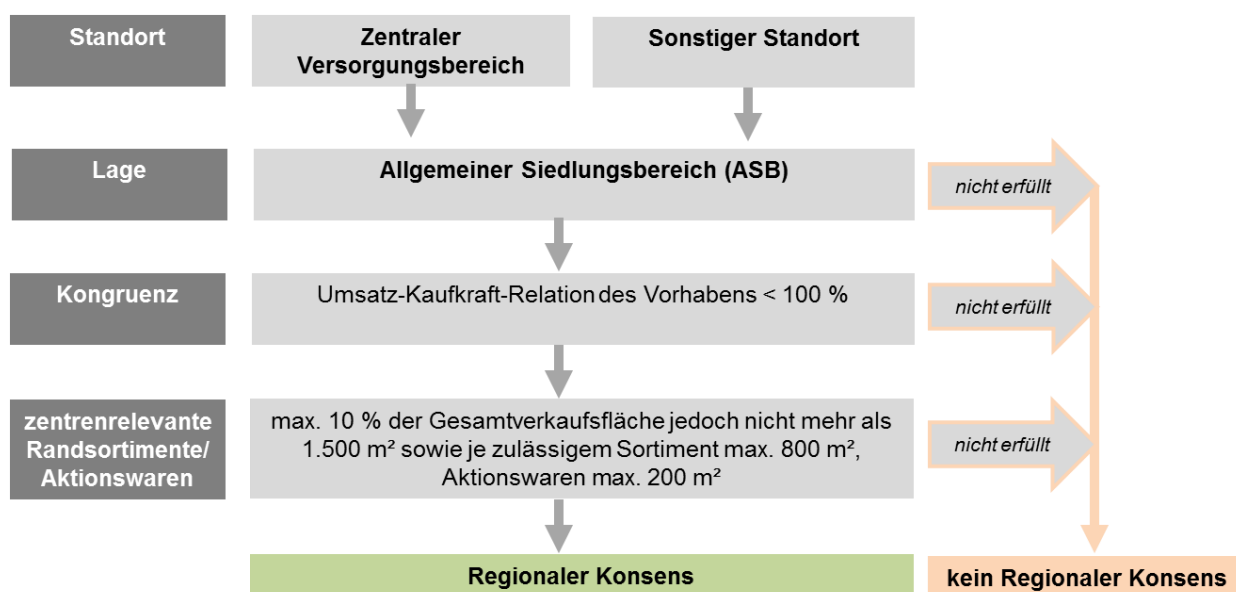 Standort
Zentraler
Versorgungsbereich
Sonstiger Standort
Lage
Allgemeiner Siedlungsbereich (ASB)
nicht erfüllt
Kongruenz
Umsatz-Kaufkraft-Relation des Vorhabens < 100 %
nicht erfüllt
zentrenrelevante
Randsortimente/
Aktionswaren
max. 10 % der Gesamtverkaufsfläche jedoch nicht mehr als
1.500 m² sowie je zulässigem Sortiment max. 800 m²,
Aktionswaren max. 200 m²
nicht erfüllt
Regionaler Konsens
kein Regionaler Konsens